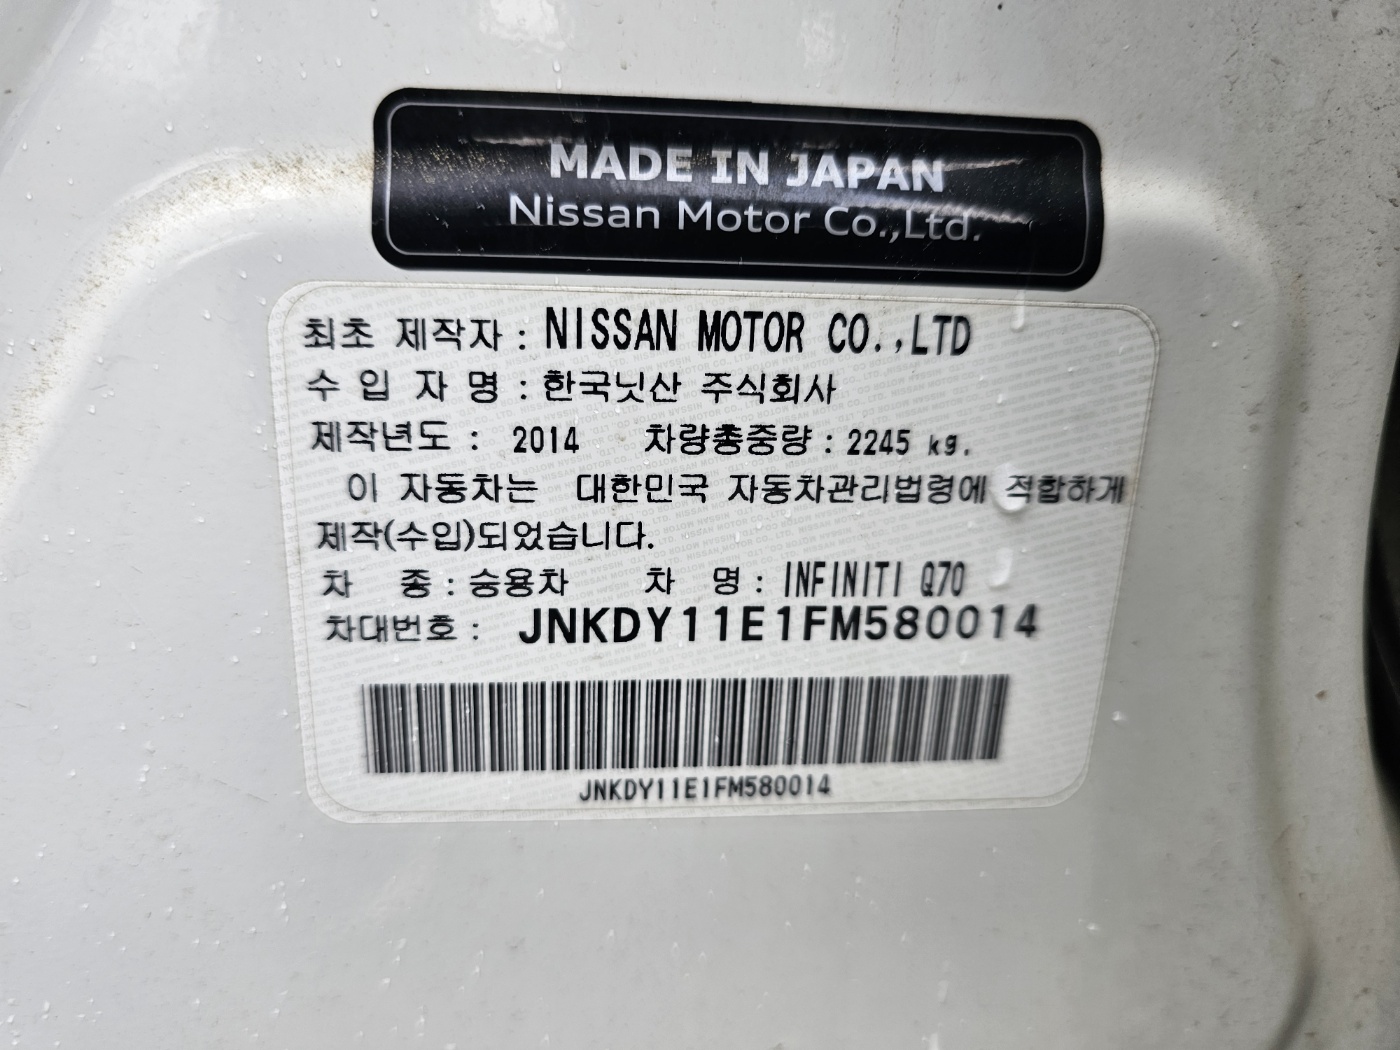 MADE IN JAPAN
Nissan Motor Co.,Ltd.
최초 제작자 : NISSAN MOTOR CO.,LTD
수 입 자 명 : 한국닛산 주식회사
제작년도 : 2014 차량총중량 : 2245 kg.
이 자동차는 대한민국 자동차관리법령에 적합하게
제작(수입)되었습니다.
차 종 : 승용차 차 명 : INFINITI Q70
차대번호 : JNKDY11E1FM580014
JNKDY11E1FM580014